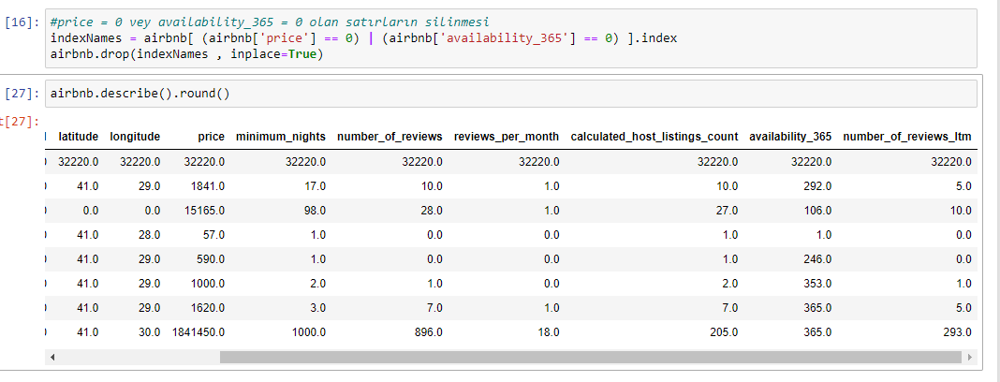 [16]: #price = 0 vey availability_365 = 0 olan satırların silinmesi
indexNames = airbnb[ (airbnb['price'] == 0) | (airbnb['availability_365'] == 0) ].index
airbnb.drop(indexNames , inplace=True)
[27]: airbnb.describe().round()
t[27]:
latitude longitude price minimum_nights number_of_reviews reviews_per_month calculated_host_listings_count availability_365 number_of_reviews_ltm
32220.0 32220.0 32220.0 32220.0 32220.0 32220.0 32220.0 32220.0 32220.0
41.0 29.0 1841.0 17.0 10.0 1.0 10.0 292.0 5.0
0.0 0.0 15165.0 98.0 28.0 1.0 27.0 106.0 10.0
41.0 28.0 57.0 1.0 0.0 0.0 1.0 1.0 0.0
41.0 29.0 590.0 1.0 0.0 0.0 1.0 246.0 0.0
41.0 29.0 1000.0 2.0 1.0 0.0 2.0 353.0 1.0
41.0 29.0 1620.0 3.0 7.0 1.0 7.0 365.0 5.0
41.0 30.0 1841450.0 1000.0 896.0 18.0 205.0 365.0 293.0